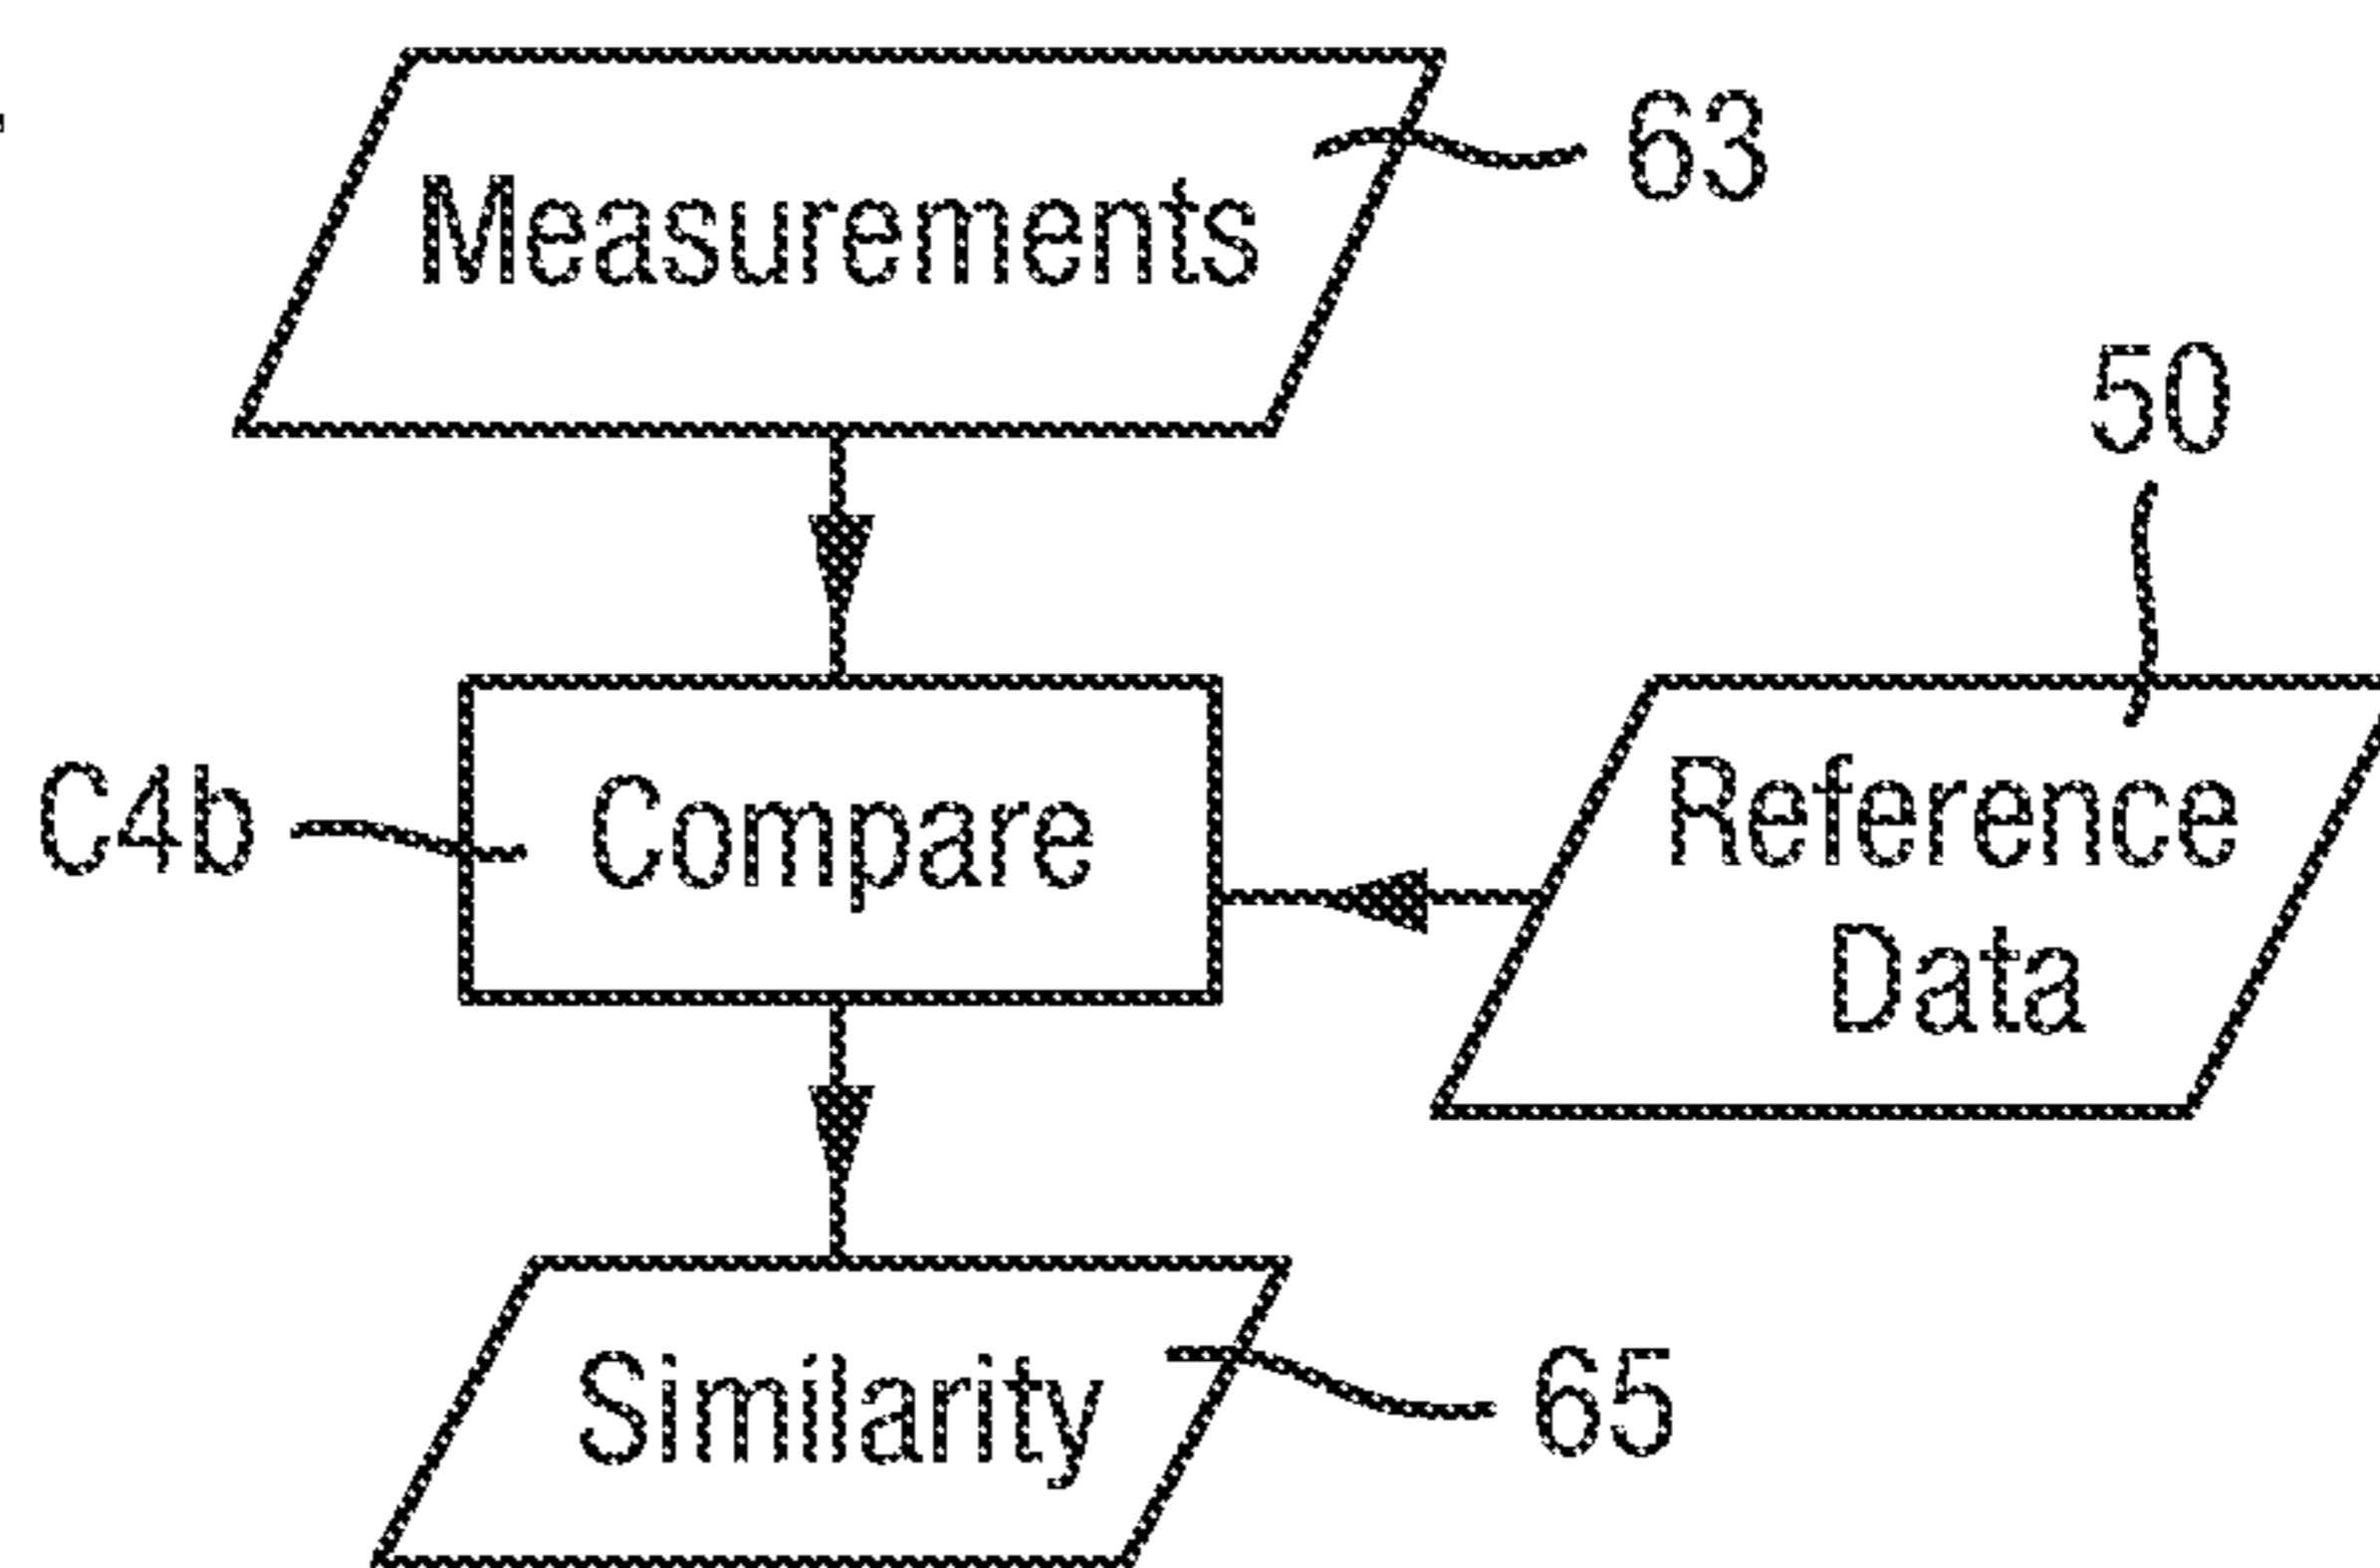 63
Measurements
50
C4b
Compare
Reference
Data
Similarity
65